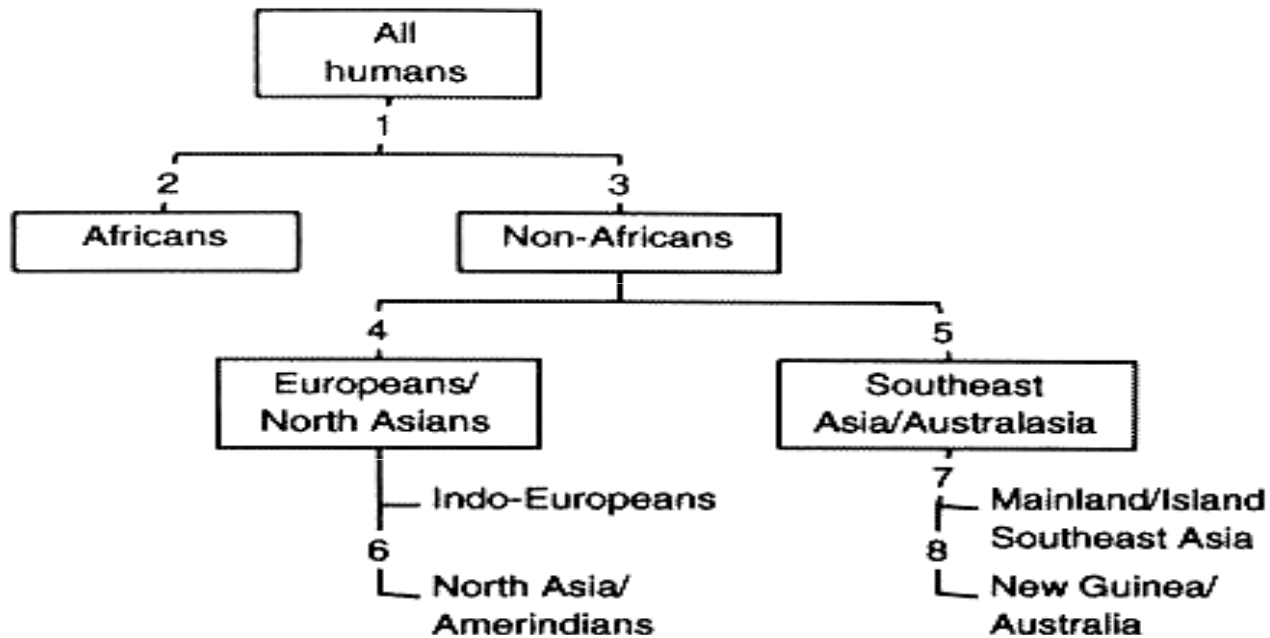 All
humans
1
2
3
Africans
Non-Africans
4
5
Europeans/
North Asians
Southeast
Asia/Australasia
Indo-Europeans
6
North Asia/
Amerindians
7
Mainland/Island
Southeast Asia
8
New Guinea/
Australia